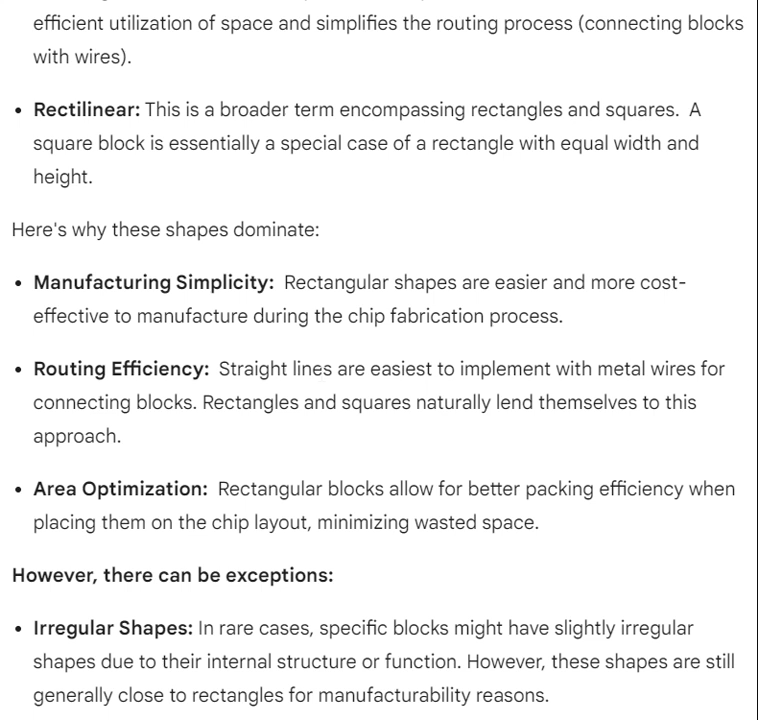 efficient utilization of space and simplifies the routing process (connecting blocks
with wires).
• Rectilinear: This is a broader term encompassing rectangles and squares. A
square block is essentially a special case of a rectangle with equal width and
height.
Here's why these shapes dominate:
• Manufacturing Simplicity: Rectangular shapes are easier and more cost-
effective to manufacture during the chip fabrication process.
• Routing Efficiency: Straight lines are easiest to implement with metal wires for
connecting blocks. Rectangles and squares naturally lend themselves to this
approach.
• Area Optimization: Rectangular blocks allow for better packing efficiency when
placing them on the chip layout, minimizing wasted space.
However, there can be exceptions:
• Irregular Shapes: In rare cases, specific blocks might have slightly irregular
shapes due to their internal structure or function. However, these shapes are still
generally close to rectangles for manufacturability reasons.